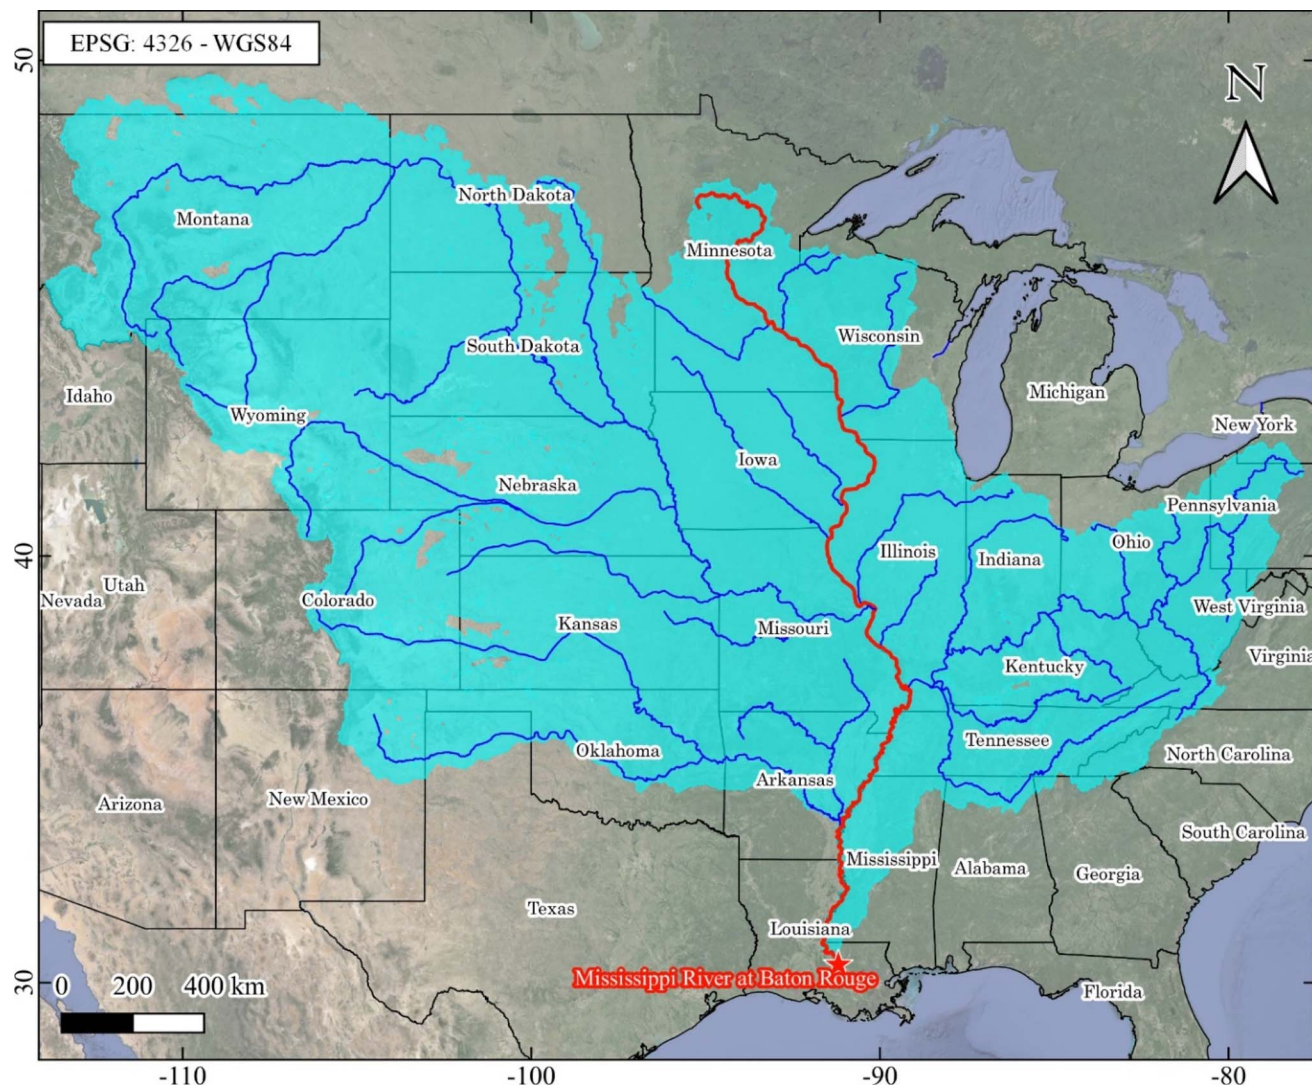 EPSG: 4326 - WGS84
50
N
North Dakota
Montana
Minnesota
Wisconsin
South Dakota
Idaho
Michigan
Wyoming
New York
Iowa
Nebraska
Pennsylvania
40
Ohio
Illinois
Indiana
Utah
Nevada
Colorado
West Virginia
Kansas
Missouri
Virginia
Kentucky
Tennessee
Oklahoma
North Carolina
Arkansas
Arizona
New Mexico
South Carolina
Mississippi
Alabama
Georgia
Texas
Louisiana
30
0 200 400 km
Mississippi River at Baton Rouge
Florida
-110 -100 -90 -80